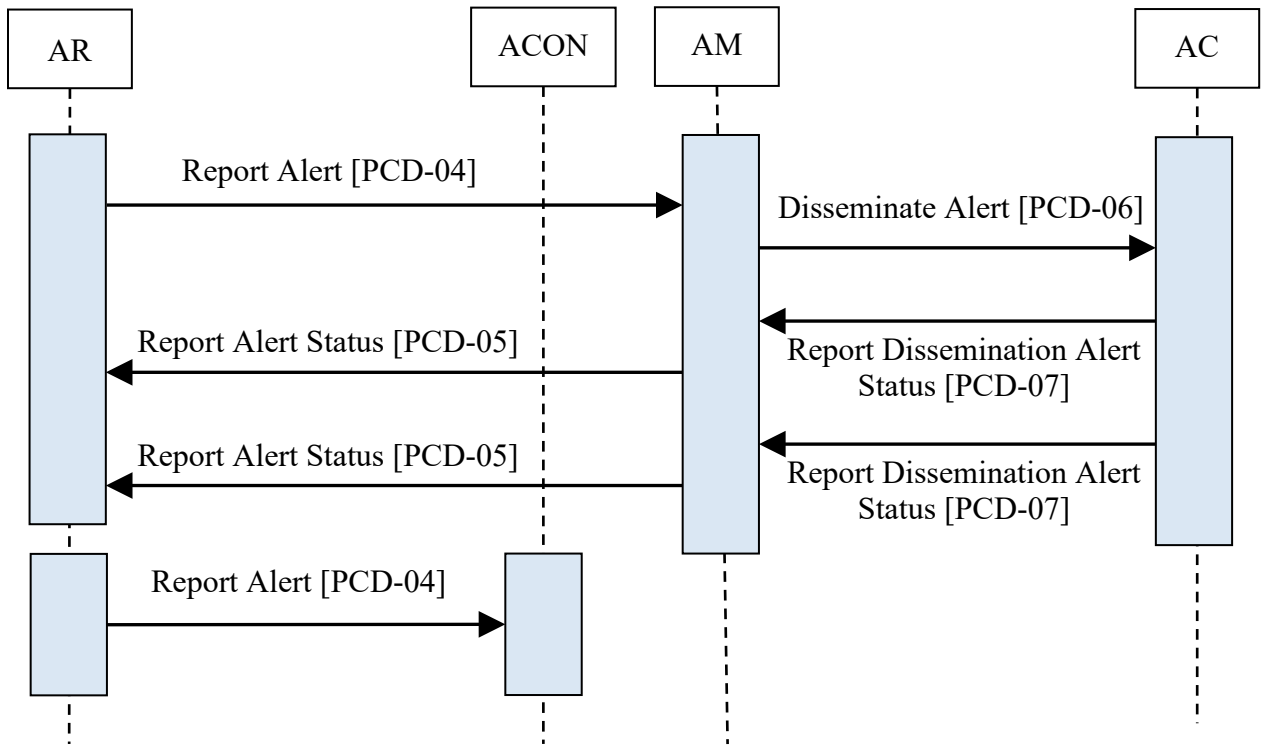 AR
ACON
AM
AC
Report Alert [PCD-04]
Disseminate Alert [PCD-06]
Report Alert Status [PCD-05]
Report Dissemination Alert
Status [PCD-07]
Report Alert Status [PCD-05]
Report Dissemination Alert
Status [PCD-07]
Report Alert [PCD-04]